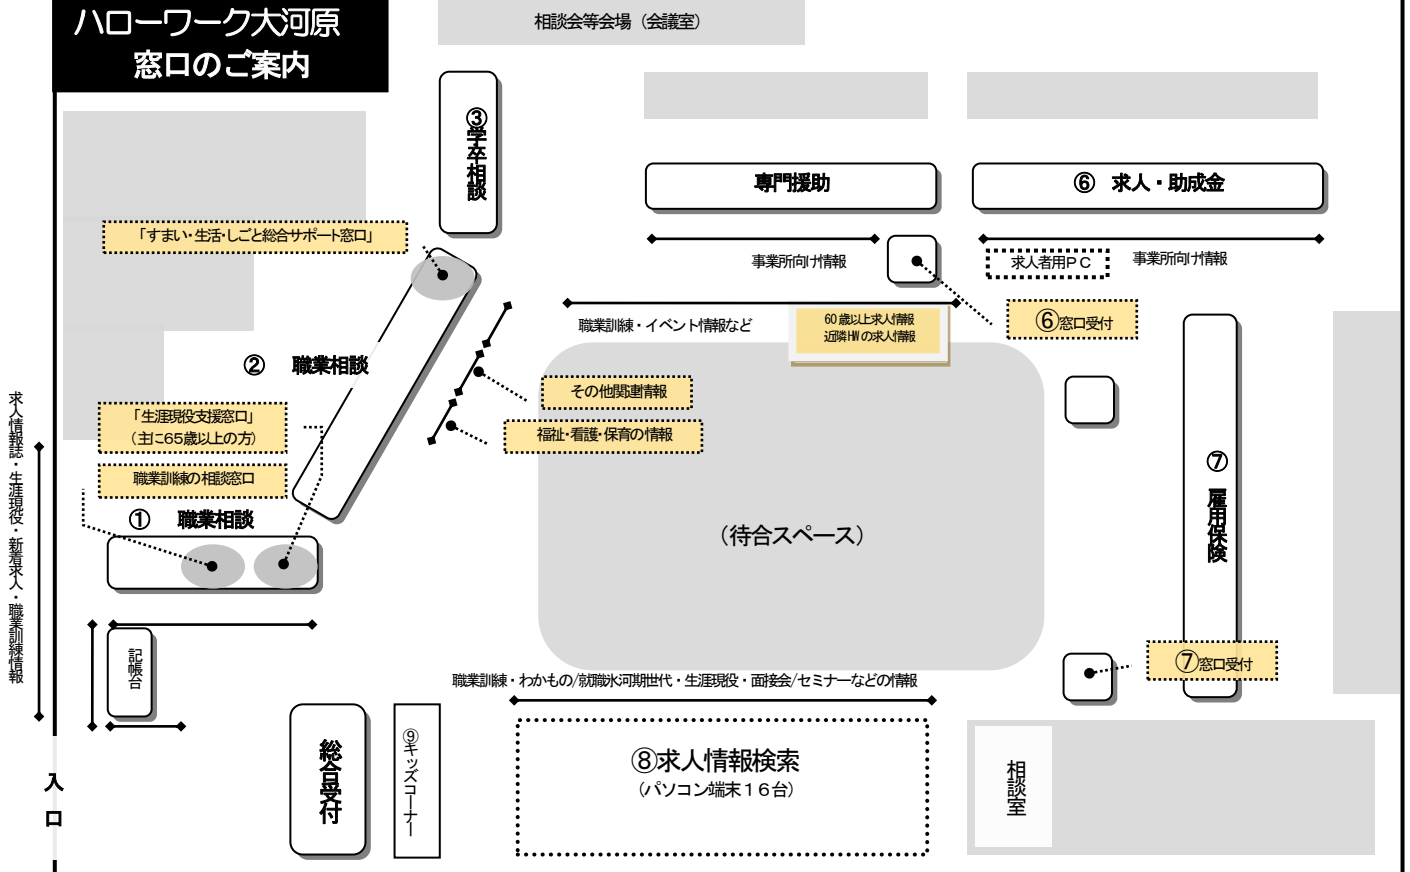 ハローワーク大河原
窓口のご案内
相談会等会場（会議室）
③学卒相談
専門援助
⑥ 求人・助成金
「すまい・生活・しごと総合サポート窓口」
事業所向け情報
求人者用ＰＣ
事業所向け情報
職業訓練・イベント情報など
60歳以上求人情報
近隣HWの求人情報
⑥窓口受付
② 職業相談
その他関連情報
「生涯現役支援窓口」
（主に65歳以上の方）
福祉・看護・保育の情報
職業訓練の相談窓口
① 職業相談
求人情報誌・生涯現役・新着求人・職業訓練情報
（待合スペース）
⑦ 雇用保険
記帳台
⑦窓口受付
職業訓練・わかもの/就職氷河期世代・生涯現役・面接会/セミナーなどの情報
総合受付
⑨キッズコーナー
⑧求人情報検索
（パソコン端末１６台）
相談室
入口